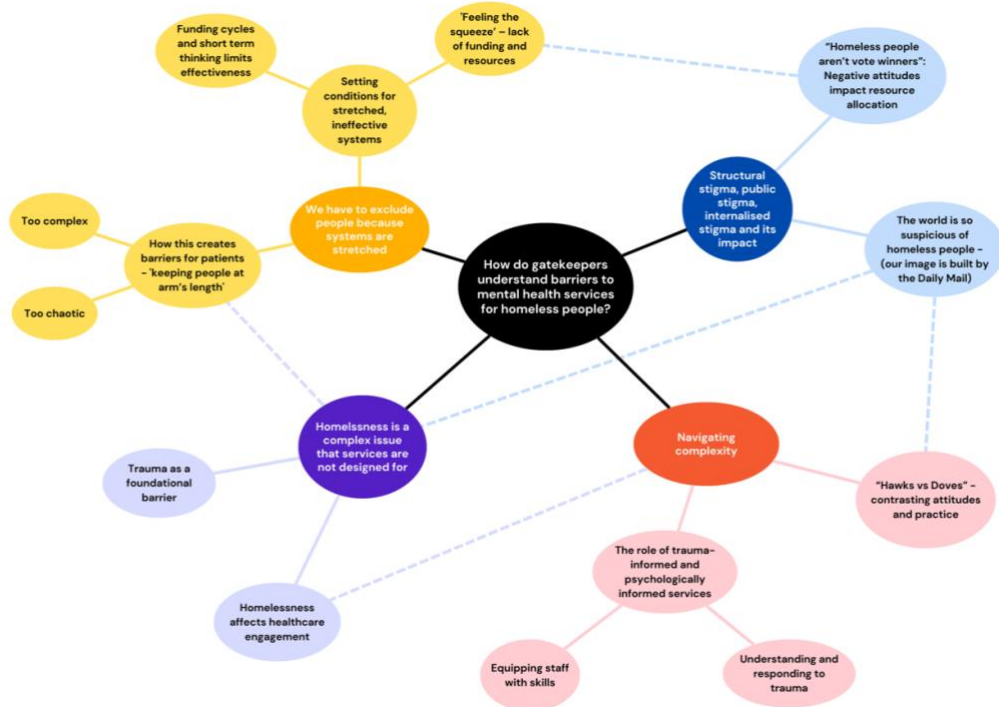 Funding cycles
and short term
thinking limits
effectiveness
'Feeling the
squeeze' – lack
of funding and
resources
Setting
conditions for
stretched,
ineffective
systems
"Homeless people
aren't vote winners":
Negative attitudes
impact resource
allocation
Structural
stigma, public
stigma,
internalised
stigma and its
impact
We have to exclude
people because
systems are
stretched
Too complex
How this creates
barriers for patients
- 'keeping people at
arm's length'
Too chaotic
How do gatekeepers
understand barriers to
mental health services
for homeless people?
The world is so
suspicious of
homeless people -
(our image is built by
the Daily Mail)
Homelssness is a
complex issue
that services are
not designed for
Navigating
complexity
Trauma as a
foundational
barrier
"Hawks vs Doves" -
contrasting attitudes
and practice
The role of trauma-
informed and
psychologically
informed services
Homelessness
affects healthcare
engagement
Equipping staff
with skills
Understanding and
responding to
trauma